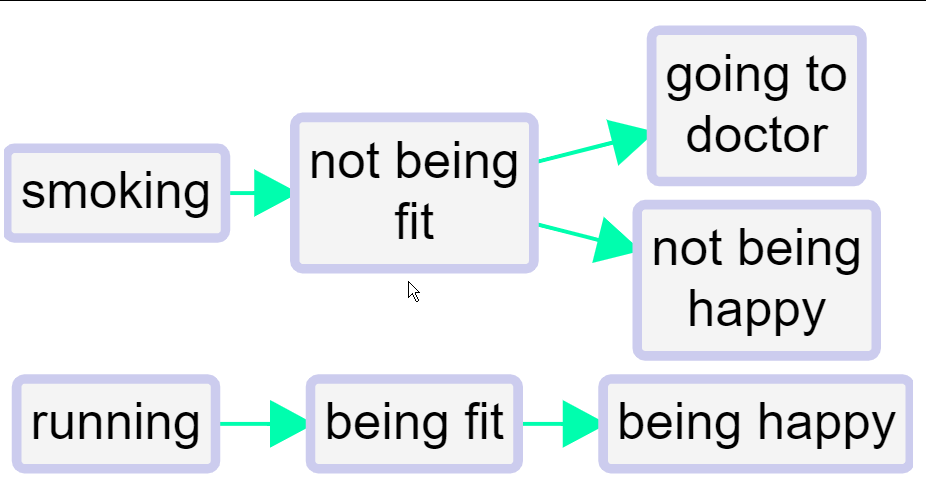 smoking
not being
fit
going to
doctor
not being
happy
running
being fit
being happy